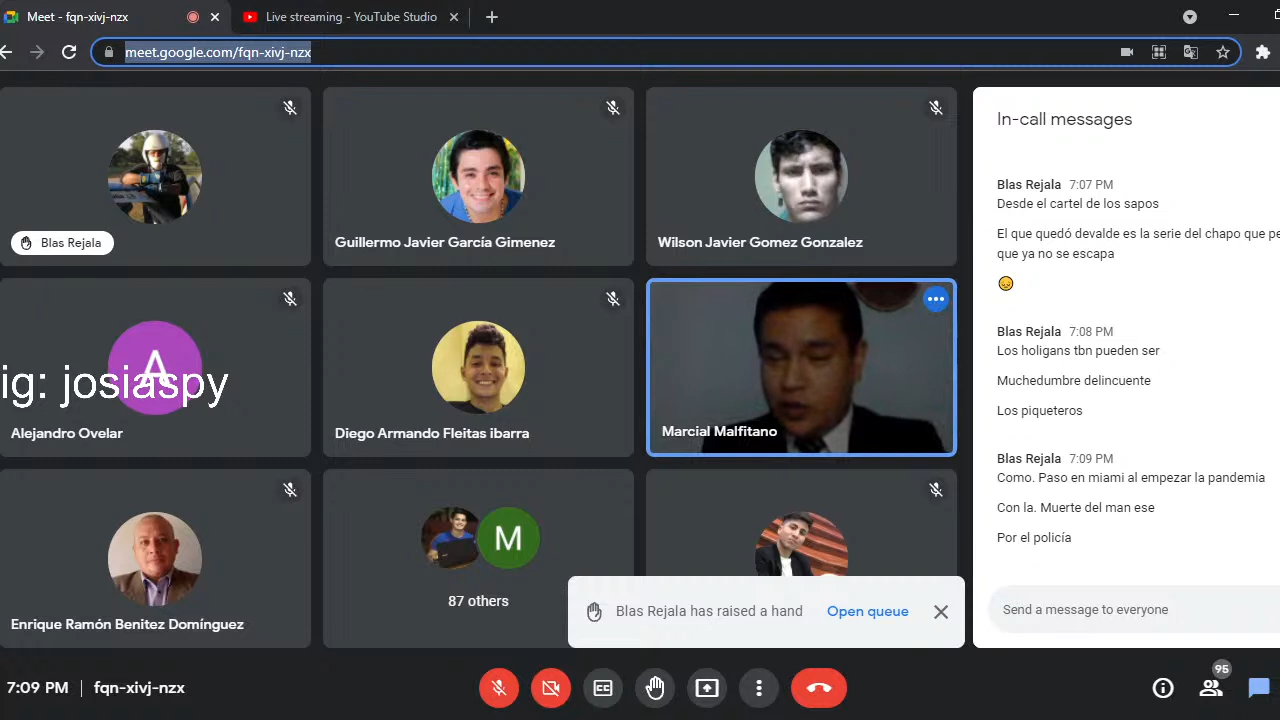 Meet - fqn-xivj-nzx
Live streaming - YouTube Studio
meet.google.com/fqn-xivj-nzx
Blas Rejala
Guillermo Javier García Gimenez
Wilson Javier Gomez Gonzalez
A
ig: josiaspy
Alejandro Ovelar
Diego Armando Fleitas ibarra
Marcial Malfitano
Enrique Ramón Benitez Domínguez
M
87 others
Blas Rejala has raised a hand
Open queue
In-call messages
Blas Rejala 7:07 PM
Desde el cartel de los sapos
El que quedó devalde es la serie del chapo que
que ya no se escapa
Blas Rejala 7:08 PM
Los holigans tbn pueden ser
Muchedumbre delincuente
Los piqueteros
Blas Rejala 7:09 PM
Como. Paso en miami al empezar la pandemia
Con la. Muerte del man ese
Por el policía
Send a message to everyone
7:09 PM | fqn-xivj-nzx
CC
95